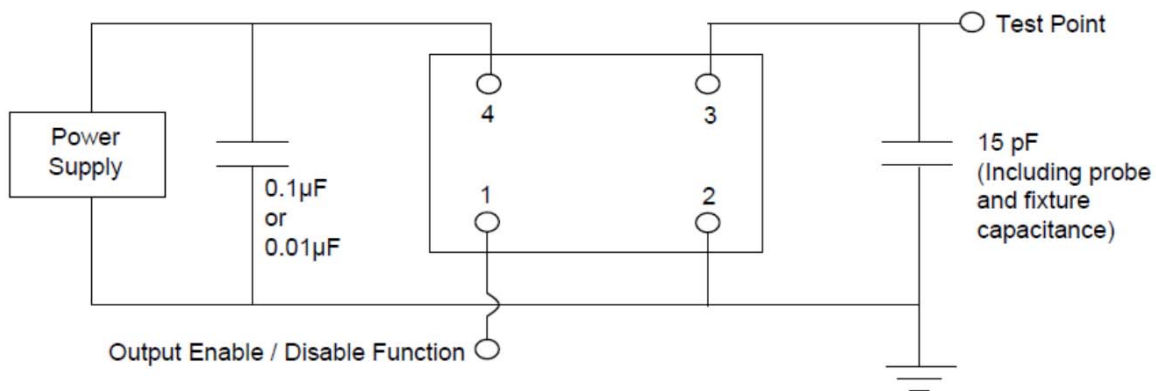 Test Point
Power
Supply
4
3
0.1µF
or
0.01µF
1
2
15 pF
(Including probe
and fixture
capacitance)
Output Enable / Disable Function